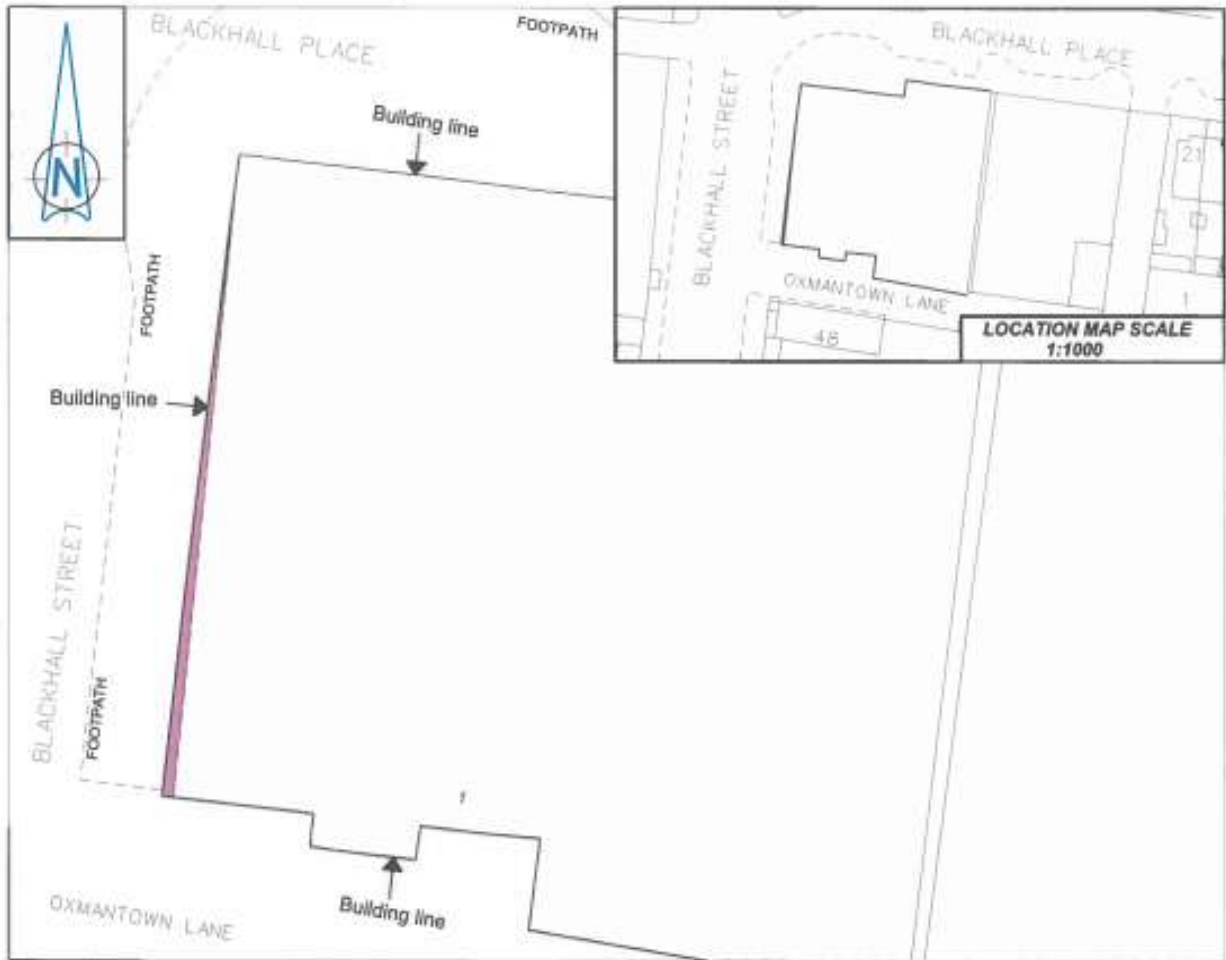 N
BLACKHALL PLACE
FOOTPATH
Building line
FOOTPATH
Building line
BLACKHALL STREET
FOOTPATH
1
Building line
OXMANTOWN LANE
BLACKHALL PLACE
BLACKHALL STREET
21
OXMANTOWN LANE
1
48
LOCATION MAP SCALE
1:1000